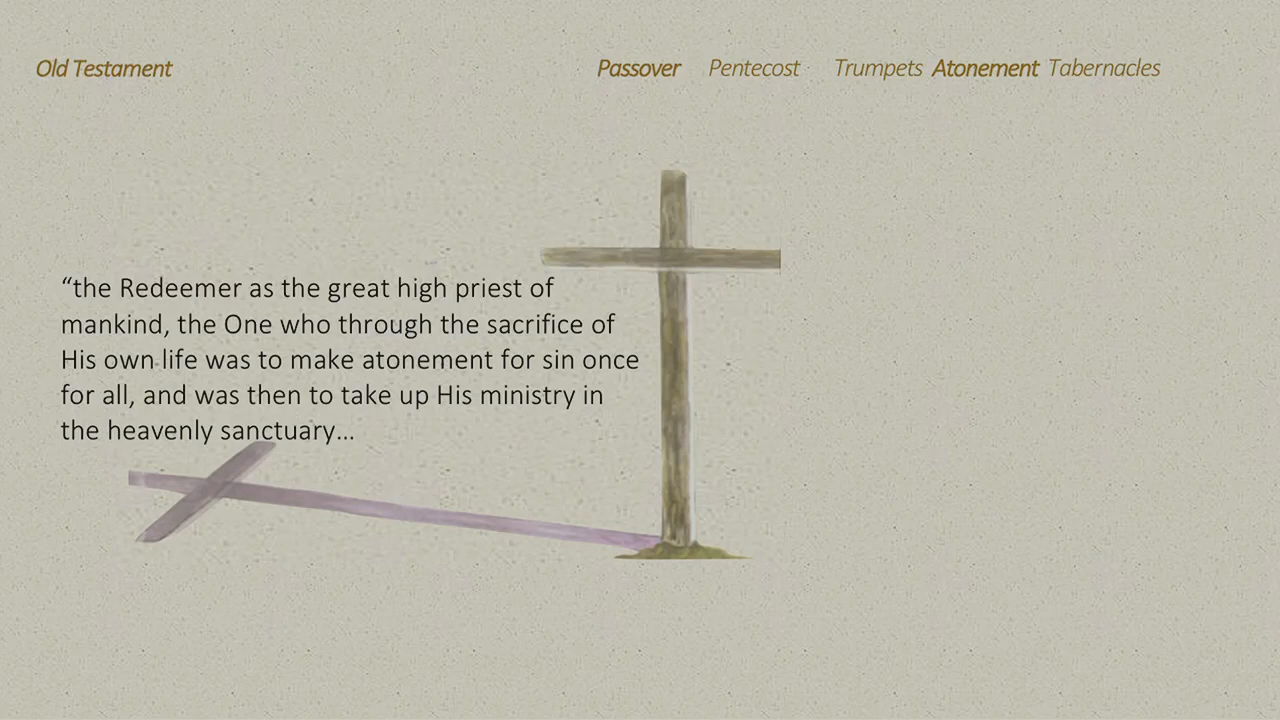 Old Testament Passover Pentecost Trumpets Atonement Tabernacles
“the Redeemer as the great high priest of
mankind, the One who through the sacrifice of
His own life was to make atonement for sin once
for all, and was then to take up His ministry in
the heavenly sanctuary…